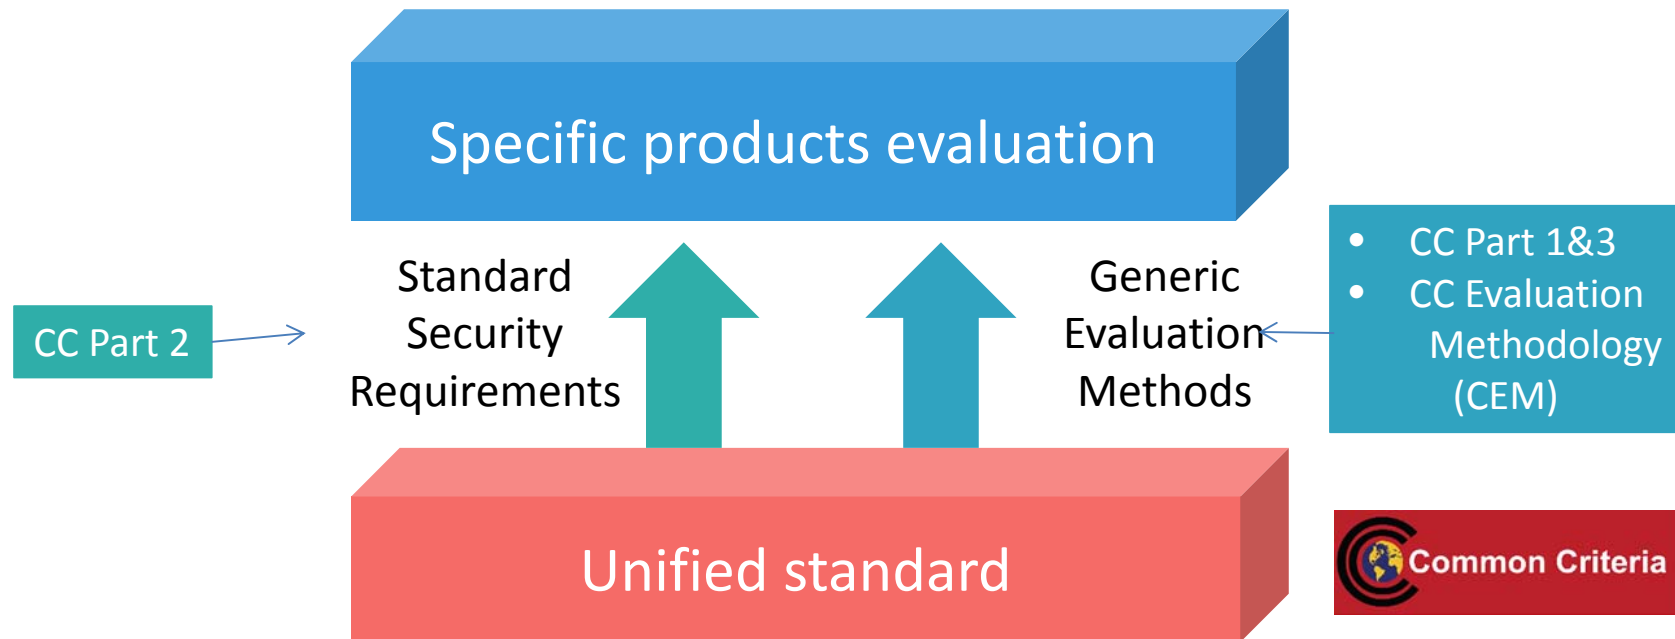 Specific products evaluation
CC Part 2
Standard
Security
Requirements
Generic
Evaluation
Methods
• CC Part 1&3
• CC Evaluation
Methodology
(CEM)
Unified standard
Common Criteria